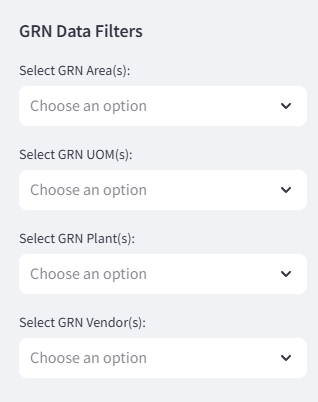 GRN Data Filters
Select GRN Area(s):
Choose an option
Select GRN UOM(s):
Choose an option
Select GRN Plant(s):
Choose an option
Select GRN Vendor(s):
Choose an option